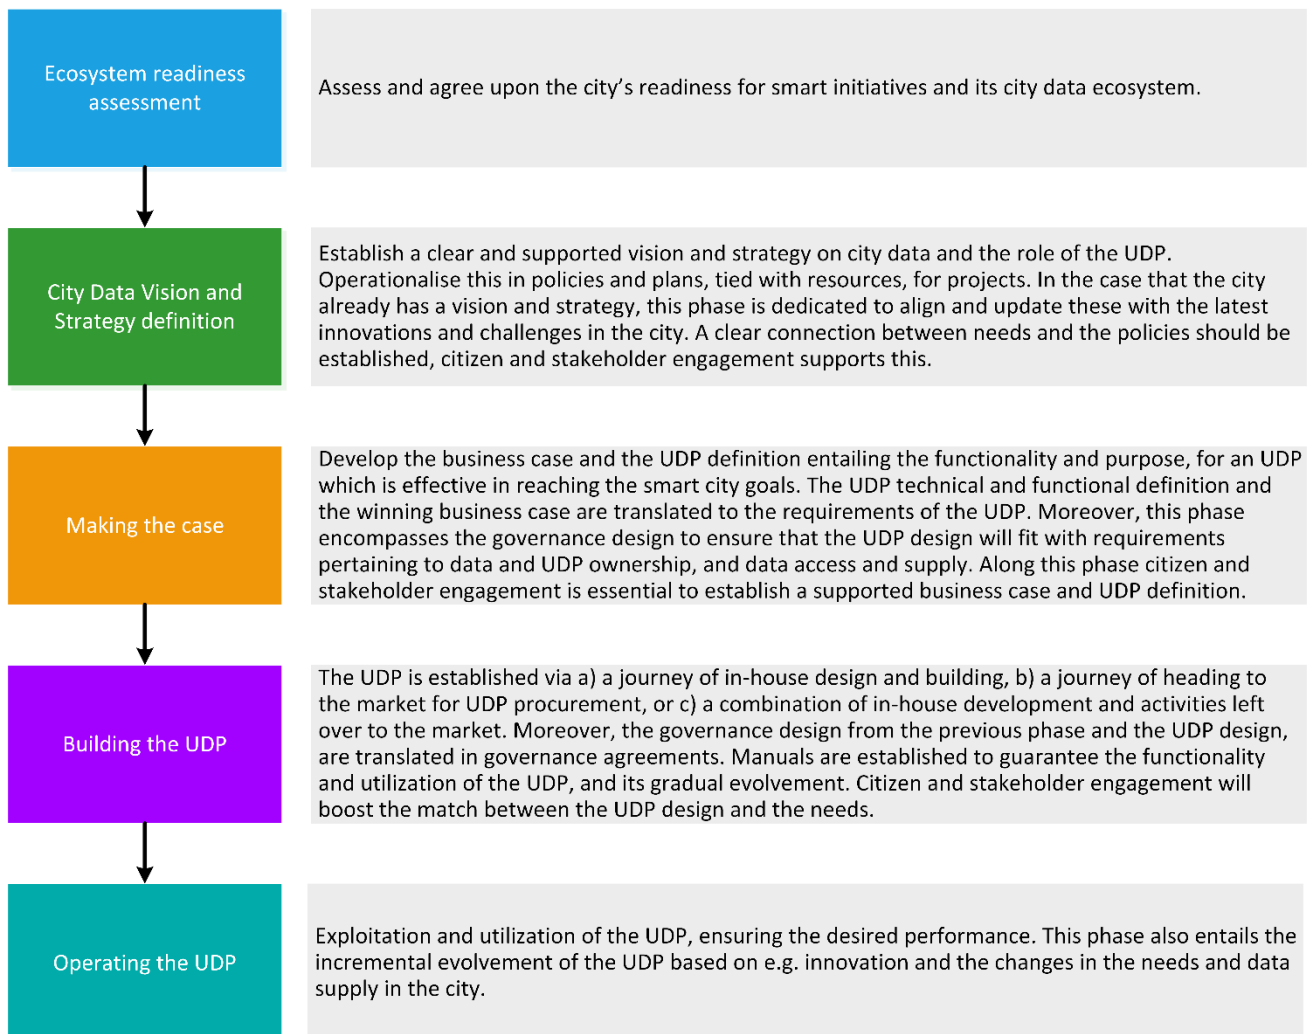 Ecosystem readiness
assessment
Assess and agree upon the city’s readiness for smart initiatives and its city data ecosystem.
City Data Vision and
Strategy definition
Establish a clear and supported vision and strategy on city data and the role of the UDP.
Operationalise this in policies and plans, tied with resources, for projects. In the case that the city
already has a vision and strategy, this phase is dedicated to align and update these with the latest
innovations and challenges in the city. A clear connection between needs and the policies should be
established, citizen and stakeholder engagement supports this.
Making the case
Develop the business case and the UDP definition entailing the functionality and purpose, for an UDP
which is effective in reaching the smart city goals. The UDP technical and functional definition and
the winning business case are translated to the requirements of the UDP. Moreover, this phase
encompasses the governance design to ensure that the UDP design will fit with requirements
pertaining to data and UDP ownership, and data access and supply. Along this phase citizen and
stakeholder engagement is essential to establish a supported business case and UDP definition.
Building the UDP
The UDP is established via a) a journey of in-house design and building, b) a journey of heading to
the market for UDP procurement, or c) a combination of in-house development and activities left
over to the market. Moreover, the governance design from the previous phase and the UDP design,
are translated in governance agreements. Manuals are established to guarantee the functionality
and utilization of the UDP, and its gradual evolvement. Citizen and stakeholder engagement will
boost the match between the UDP design and the needs.
Operating the UDP
Exploitation and utilization of the UDP, ensuring the desired performance. This phase also entails the
incremental evolvement of the UDP based on e.g. innovation and the changes in the needs and data
supply in the city.